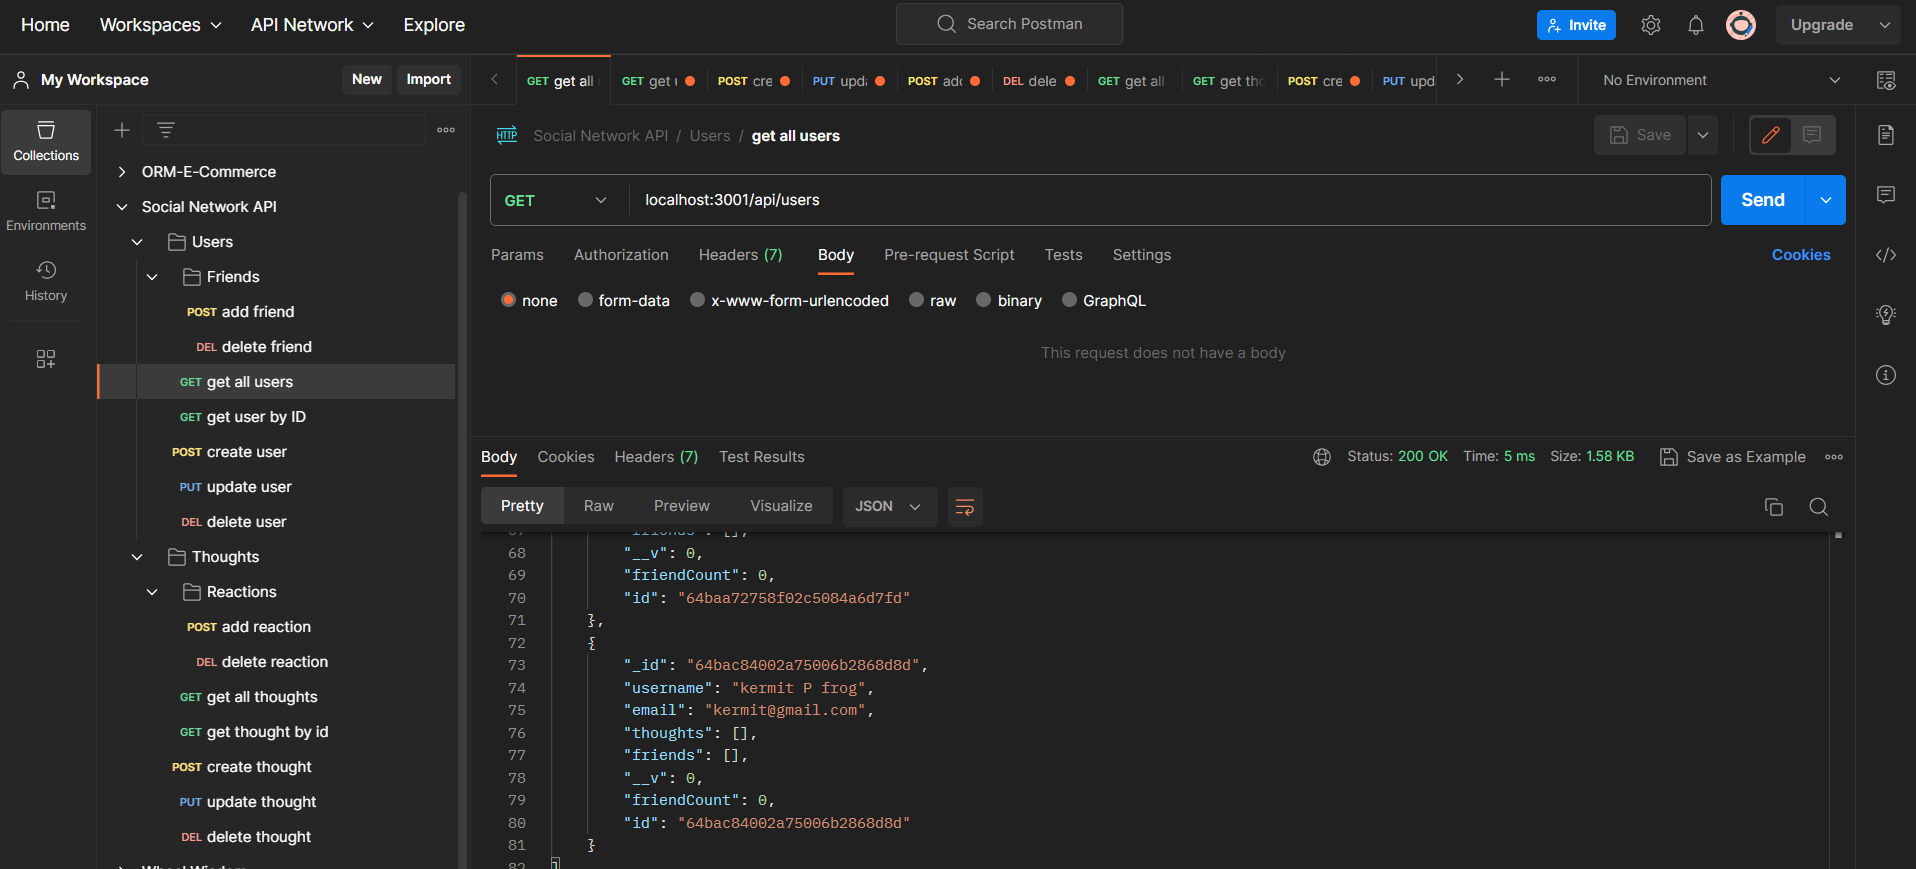 Home Workspaces API Network Explore Search Postman Invite Upgrade
My Workspace New Import GET get all PUT upd
GET get POST cre PUT upd POST DEL dele GET get all GET get POST cre No Environment
Collections
Environments
History
ORM-E-Commerce
Social Network API
Users
Friends
POST add friend
DEL delete friend
GET get all users
GET get user by ID
POST create user
PUT update user
DEL delete user
Thoughts
Reactions
POST add reaction
DEL delete reaction
GET get all thoughts
GET get thought by id
POST create thought
PUT update thought
DEL delete thought
HTTP Social Network API / Users / get all users Save
GET localhost:3001/api/users Send
Params Authorization Headers (7) Body Pre-request Script Tests Settings Cookies
none form-data x-www-form-urlencoded raw binary GraphQL
This request does not have a body
Body Cookies Headers (7) Test Results Status: 200 OK Time: 5 ms Size: 1.58 KB Save as Example
Pretty Raw Preview Visualize JSON
68 "__v": 0,
69 "friendCount": 0,
70 "id": "64baa72758f02c5084a6d7fd"
71 },
72 {
73 "_id": "64bac84002a75006b2868d8d",
74 "username": "kermit P frog",
75 "email": "kermit@gmail.com",
76 "thoughts": [],
77 "friends": [],
78 "__v": 0,
79 "friendCount": 0,
80 "id": "64bac84002a75006b2868d8d"
81 }
82 ]